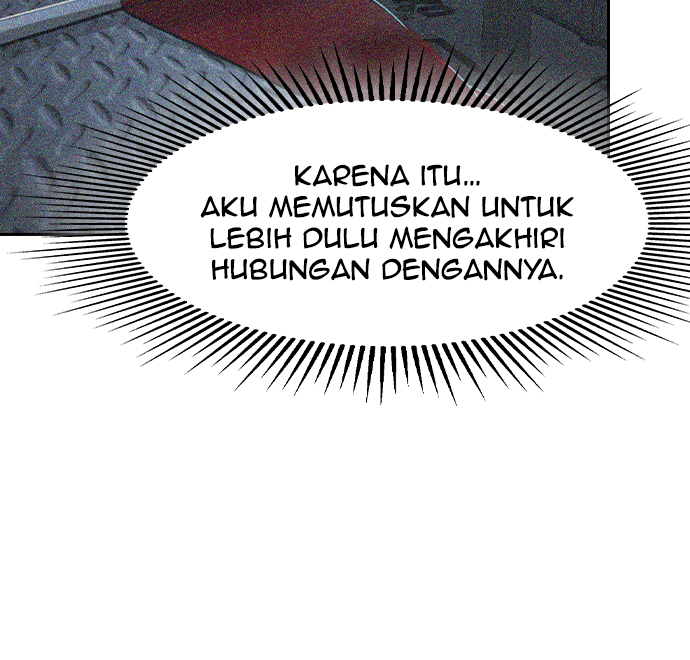 KARENA ITU...
AKU MEMUTUSKAN UNTUK
LEBIH DULU MENGAKHIRI
HUBUNGAN DENGANNYA.